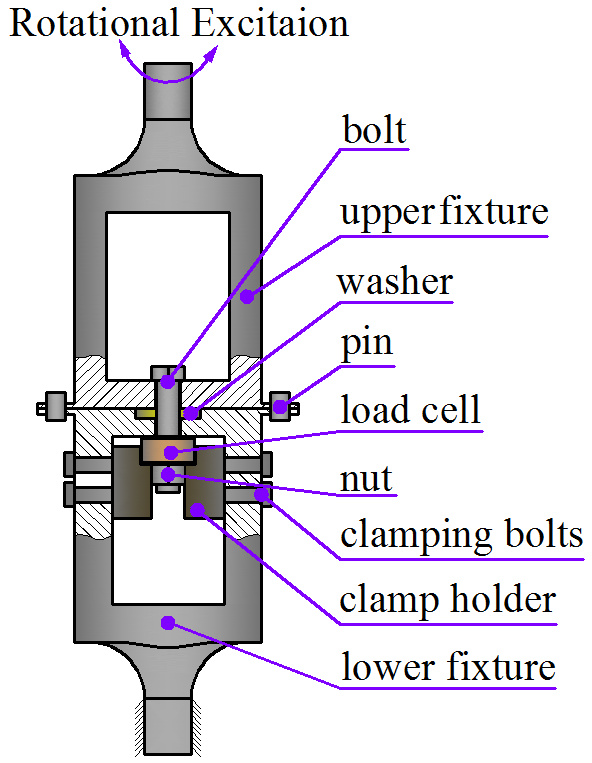 Rotational Excitaion
bolt
upper fixture
washer
pin
load cell
nut
clamping bolts
clamp holder
lower fixture